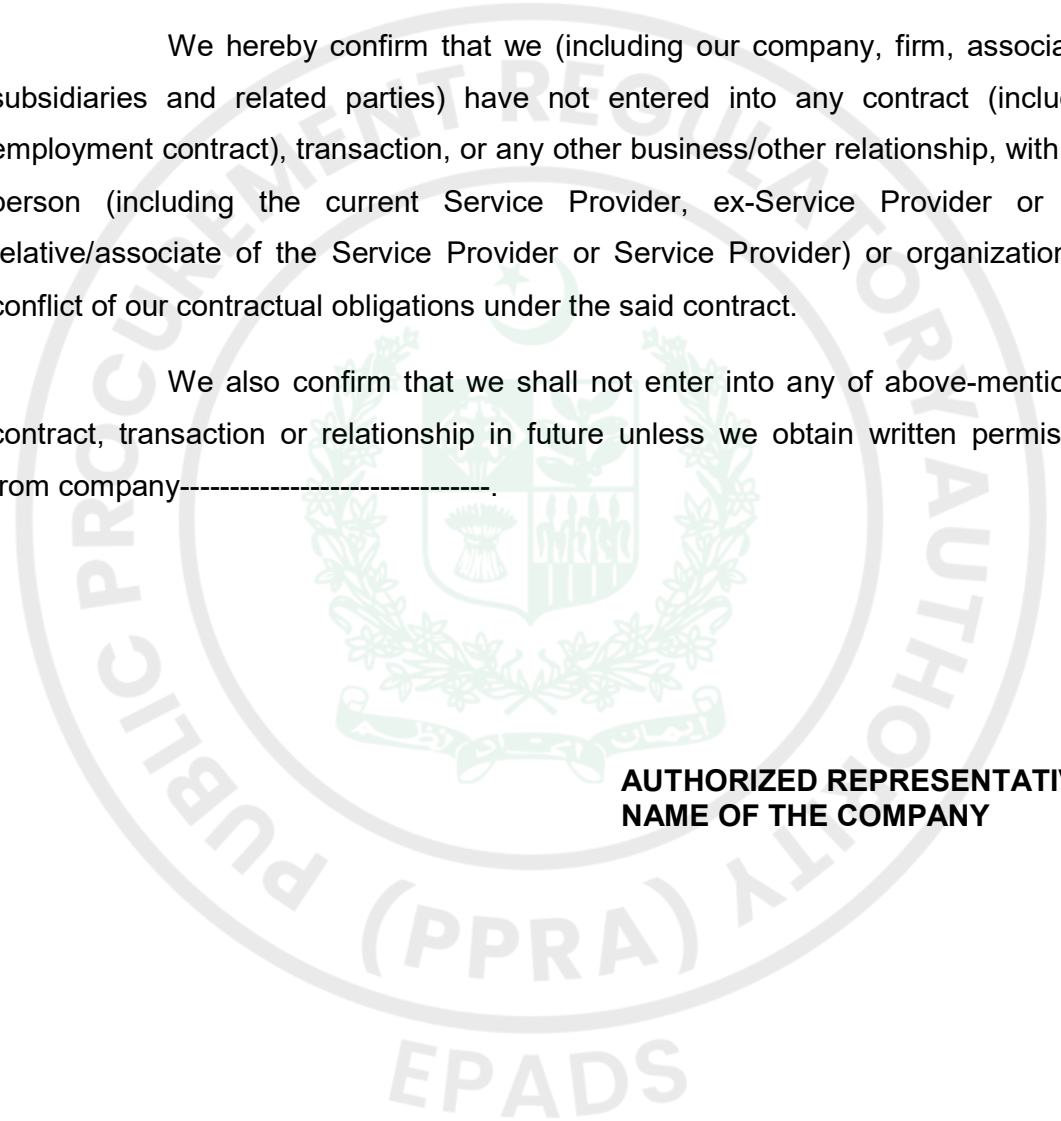 We hereby confirm that we (including our company, firm, associa
subsidiaries and related parties) have not entered into any contract (inclu
employment contract), transaction, or any other business/other relationship, with
person (including the current Service Provider, ex-Service Provider or
relative/associate of the Service Provider or Service Provider) or organization
conflict of our contractual obligations under the said contract.
We also confirm that we shall not enter into any of above-mentio
contract, transaction or relationship in future unless we obtain written permis
from company-------------------------------.
AUTHORIZED REPRESENTATIV
NAME OF THE COMPANY
PUBLIC PROCUREMENT REGULATORY AUTHORITY
(PPRA)
EPADS